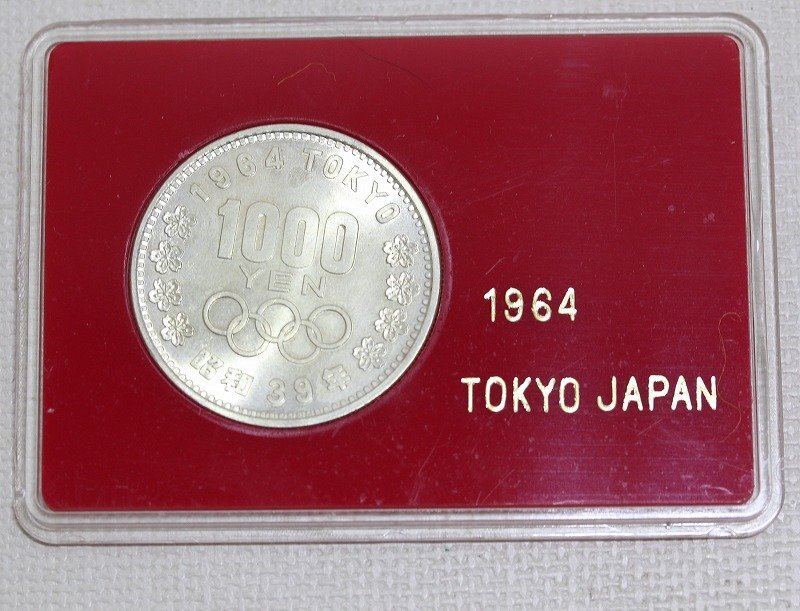 1964 TOKYO
1000
YEN
昭和 39年
1964
TOKYO JAPAN